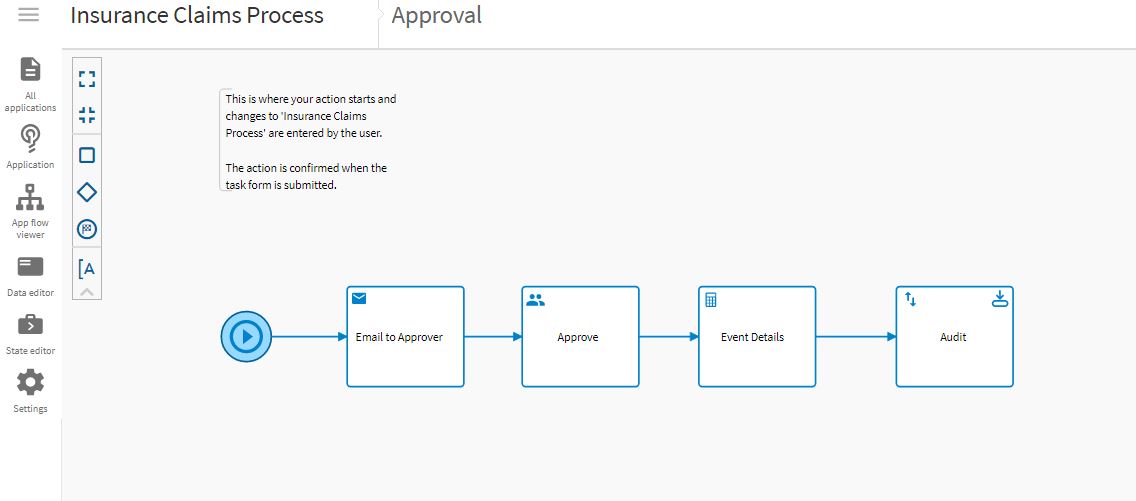 Insurance Claims Process
Approval
All
applications
Application
App flow
viewer
Data editor
State editor
Settings
[A
This is where your action starts and
changes to 'Insurance Claims
Process' are entered by the user.
The action is confirmed when the
task form is submitted.
Email to Approver
Approve
Event Details
Audit